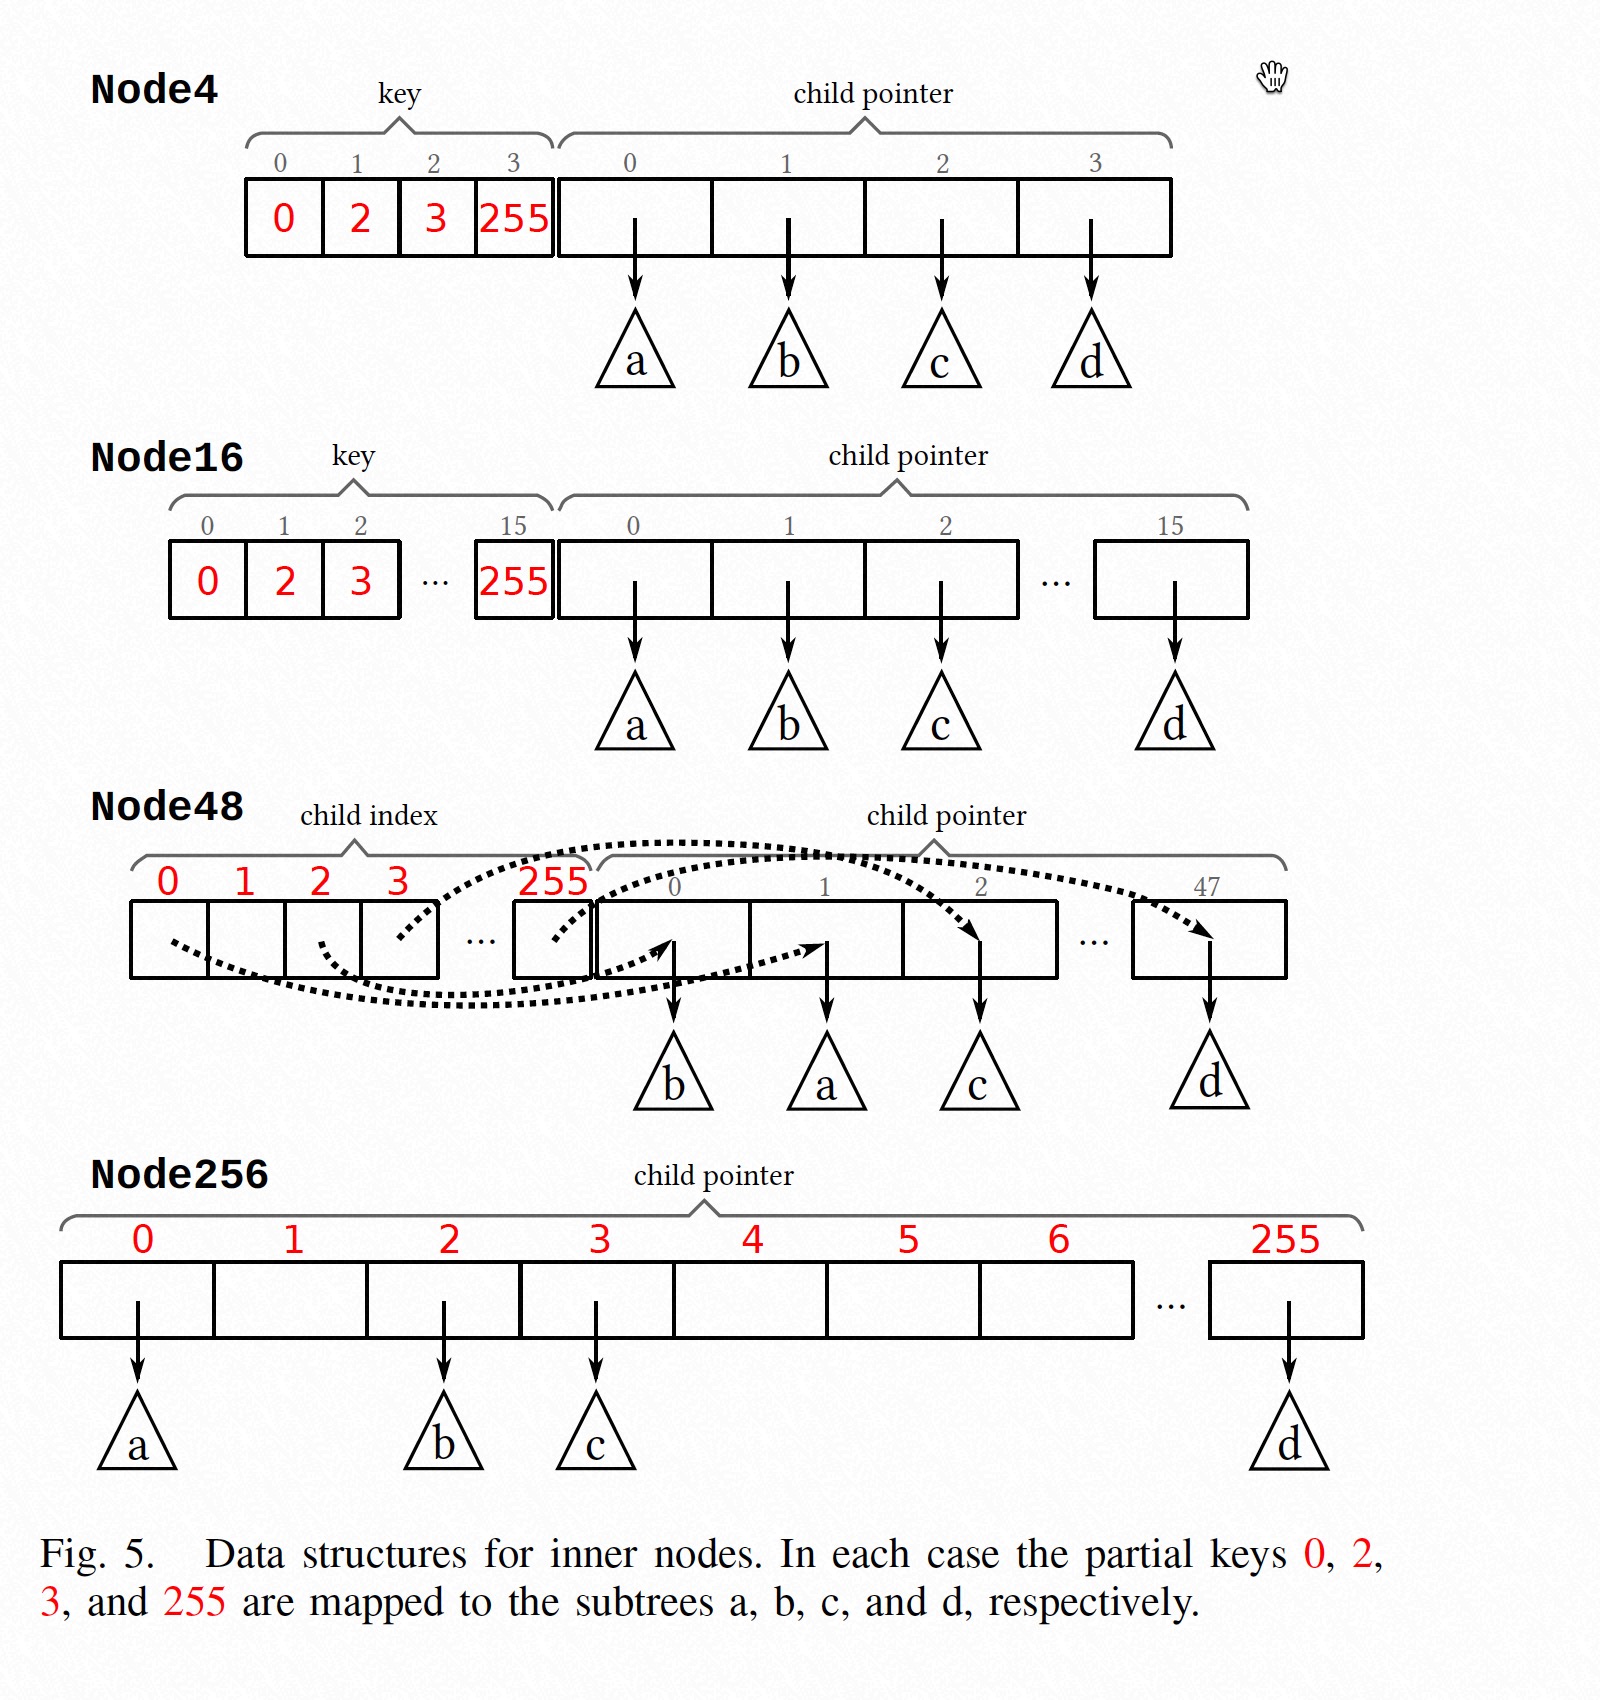 Node4
key child pointer
0 1 2 3 0 1 2 3
0 2 3 255
a b c d
Node16
key child pointer
0 1 2 15 0 1 2 15
0 2 3 ... 255 ...
a b c d
Node48
child index child pointer
0 1 2 3 255 0 1 2 47
... ...
b a c d
Node256
child pointer
0 1 2 3 4 5 6 255
...
a b c d
Fig. 5. Data structures for inner nodes. In each case the partial keys 0, 2,
3, and 255 are mapped to the subtrees a, b, c, and d, respectively.